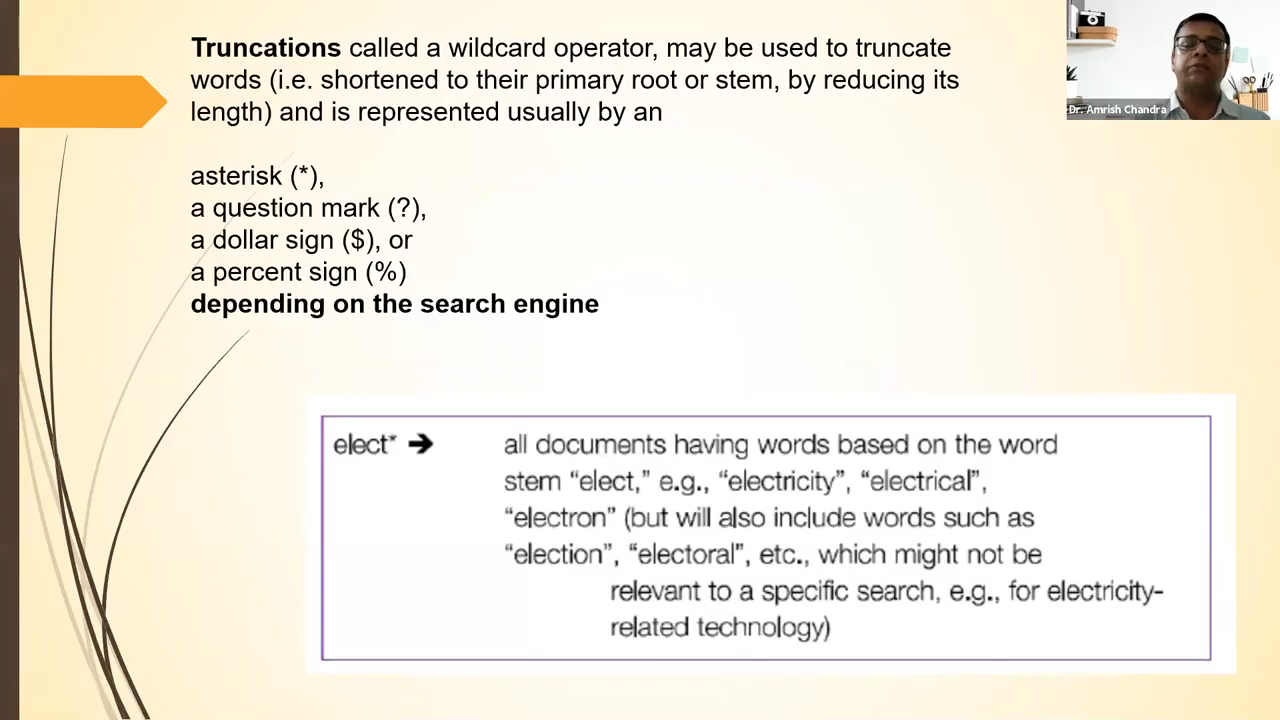 Truncations called a wildcard operator, may be used to truncate
words (i.e. shortened to their primary root or stem, by reducing its
length) and is represented usually by an
asterisk (*),
a question mark (?),
a dollar sign ($), or
a percent sign (%)
depending on the search engine
Dr. Amrish Chandra
elect* ➔ all documents having words based on the word
stem “elect,” e.g., “electricity”, “electrical”,
“electron” (but will also include words such as
“election”, “electoral”, etc., which might not be
relevant to a specific search, e.g., for electricity-
related technology)